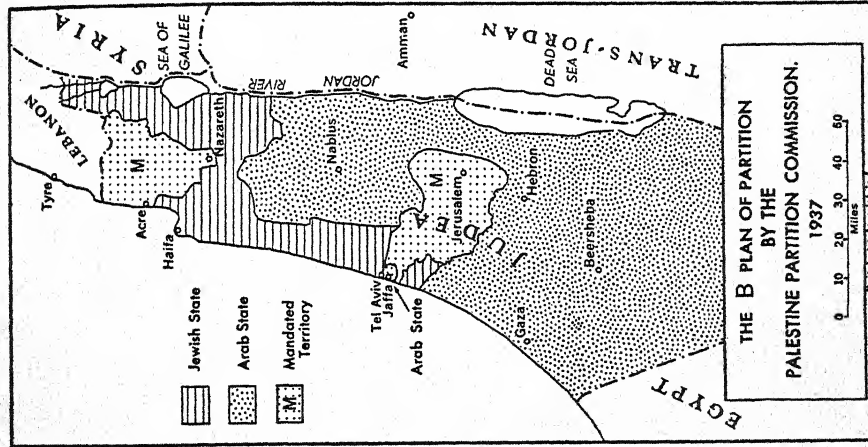 Tyre
LEBANON
SYRIA
SEA OF
GALILEE
Acre
M
Haifa
Nazareth
RIVER
JORDAN
Amman
TRANS-JORDAN
Nablus
Tel Aviv
Jaffa
Arab State
M
Jerusalem
JUDEA
DEAD
SEA
Hebron
Gaza
Beersheba
EGYPT
Jewish State
Arab State
M
Mandated
Territory
THE B PLAN OF PARTITION
BY THE
PALESTINE PARTITION COMMISSION.
1937
0 10 20 30 40 50
Miles